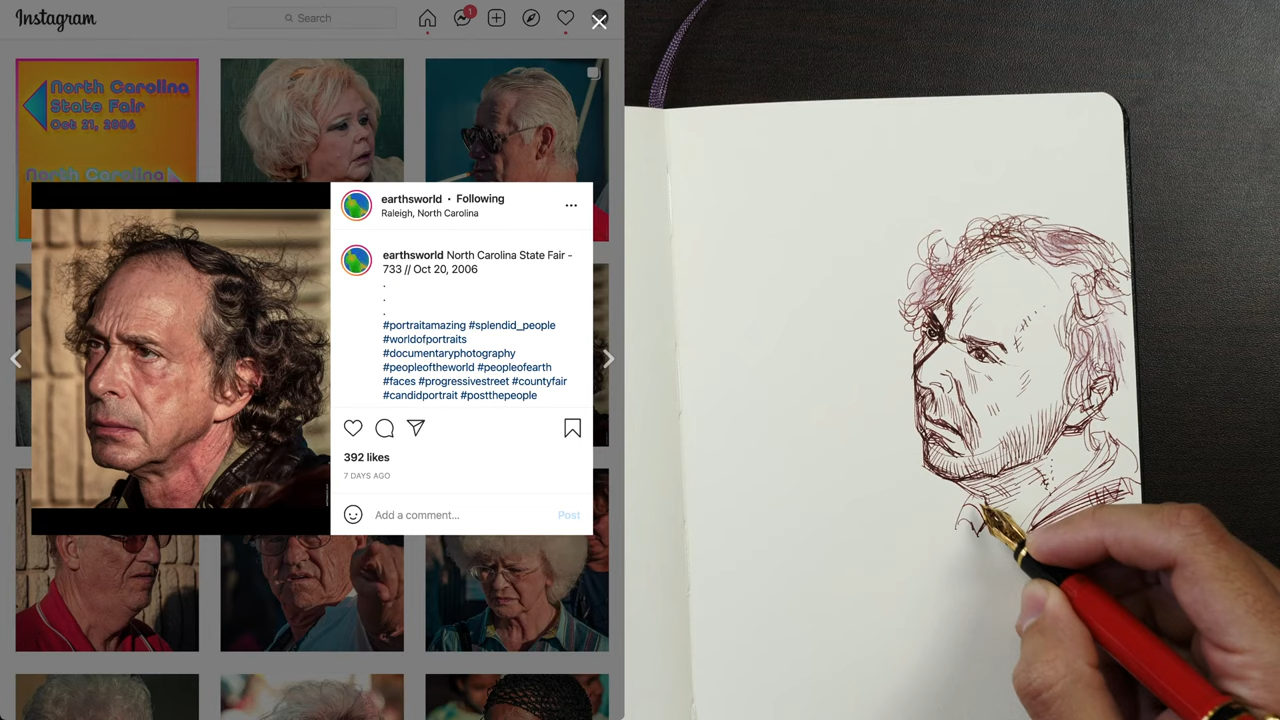 Instagram
Search
1
North Carolina
State Fair
Oct 21, 2006
North Carolina
earthsworld • Following
Raleigh, North Carolina
earthsworld North Carolina State Fair -
733 // Oct 20, 2006
.
.
.
#portraitamazing #splendid_people
#worldofportraits
#documentaryphotography
#peopleoftheworld #peopleofearth
#faces #progressivestreet #countyfair
#candidportrait #postthepeople
392 likes
7 DAYS AGO
Add a comment...
Post